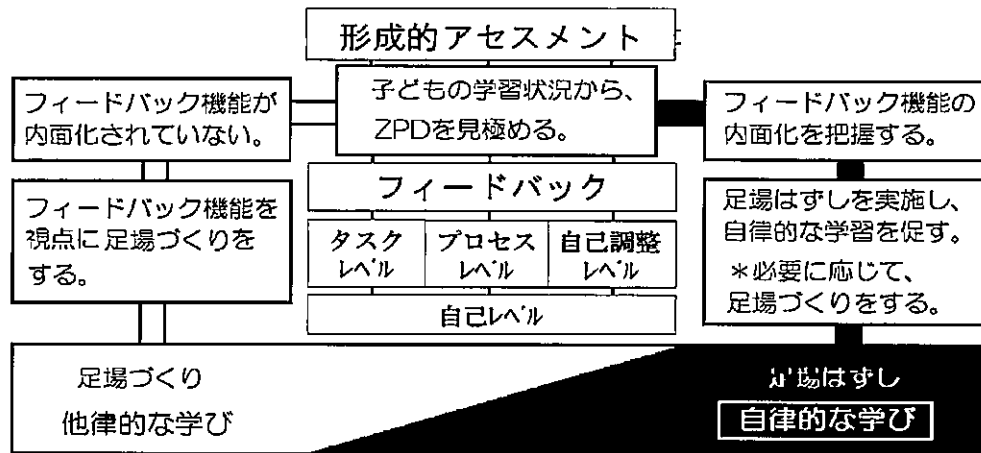 形成的アセスメント
フィードバック機能が
内面化されていない。
子どもの学習状況から、
ZPDを見極める。
フィードバック機能の
内面化を把握する。
フィードバック機能を
視点に足場づくりを
する。
フィードバック
タスク
レベル
プロセス
レベル
自己調整
レベル
自己レベル
足場はずしを実施し、
自律的な学習を促す。
*必要に応じて、
足場づくりをする。
足場づくり
他律的な学び
足場はずし
自律的な学び